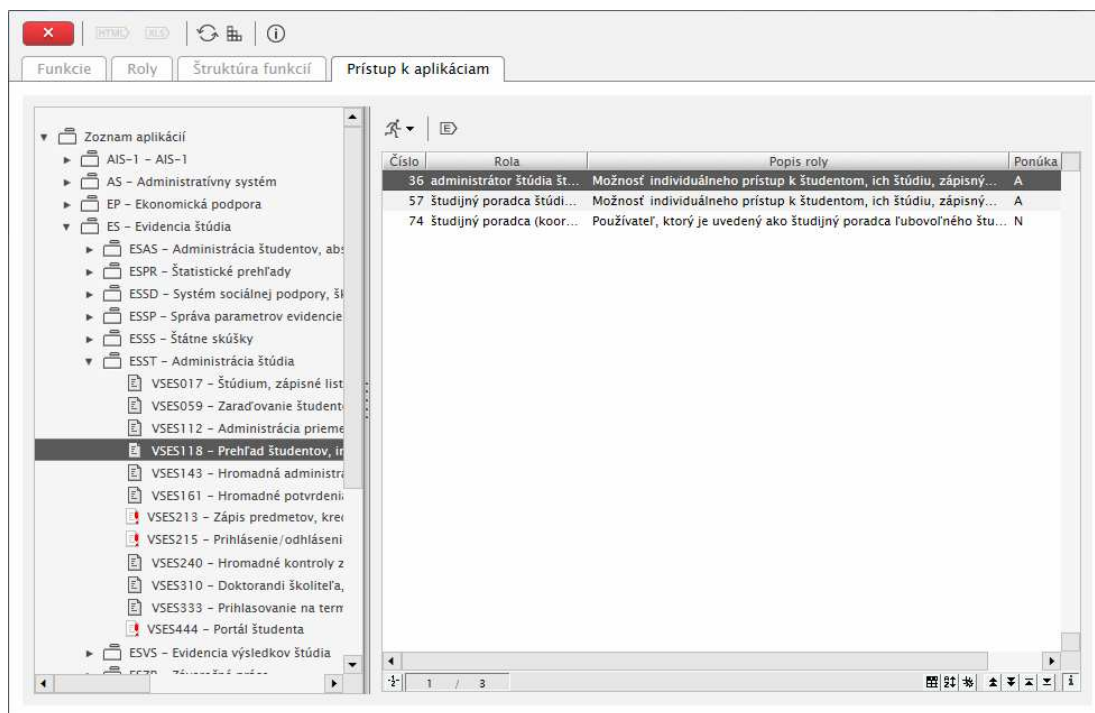 HTML XLS
Funkcie Roly Štruktúra funkcií Prístup k aplikáciam
Zoznam aplikácií
AIS-1 - AIS-1
AS - Administratívny systém
EP - Ekonomická podpora
ES - Evidencia štúdia
ESAS - Administrácia študentov, abs
ESPR - Štatistické prehľady
ESSD - Systém sociálnej podpory, šk
ESSP - Správa parametrov evidencie
ESSS - Štátne skúšky
ESST - Administrácia štúdia
VSES017 - Štúdium, zápisné list
VSES059 - Zaraďovanie študent
VSES112 - Administrácia prieme
VSES118 - Prehľad študentov, in
VSES143 - Hromadná administra
VSES161 - Hromadné potvrdenia
VSES213 - Zápis predmetov, kred
VSES215 - Prihlásenie/odhláseni
VSES240 - Hromadné kontroly z
VSES310 - Doktorandi školiteľa,
VSES333 - Prihlasovanie na term
VSES444 - Portál študenta
ESVS - Evidencia výsledkov štúdia
E
Číslo Rola Popis roly Ponúka
36 administrátor štúdia št... Možnosť individuálneho prístup k študentom, ich štúdiu, zápisný... A
57 študijný poradca štúdi... Možnosť individuálneho prístup k študentom, ich štúdiu, zápisný... A
74 študijný poradca (koor... Používateľ, ktorý je uvedený ako študijný poradca ľubovoľného štu... N
1 / 3